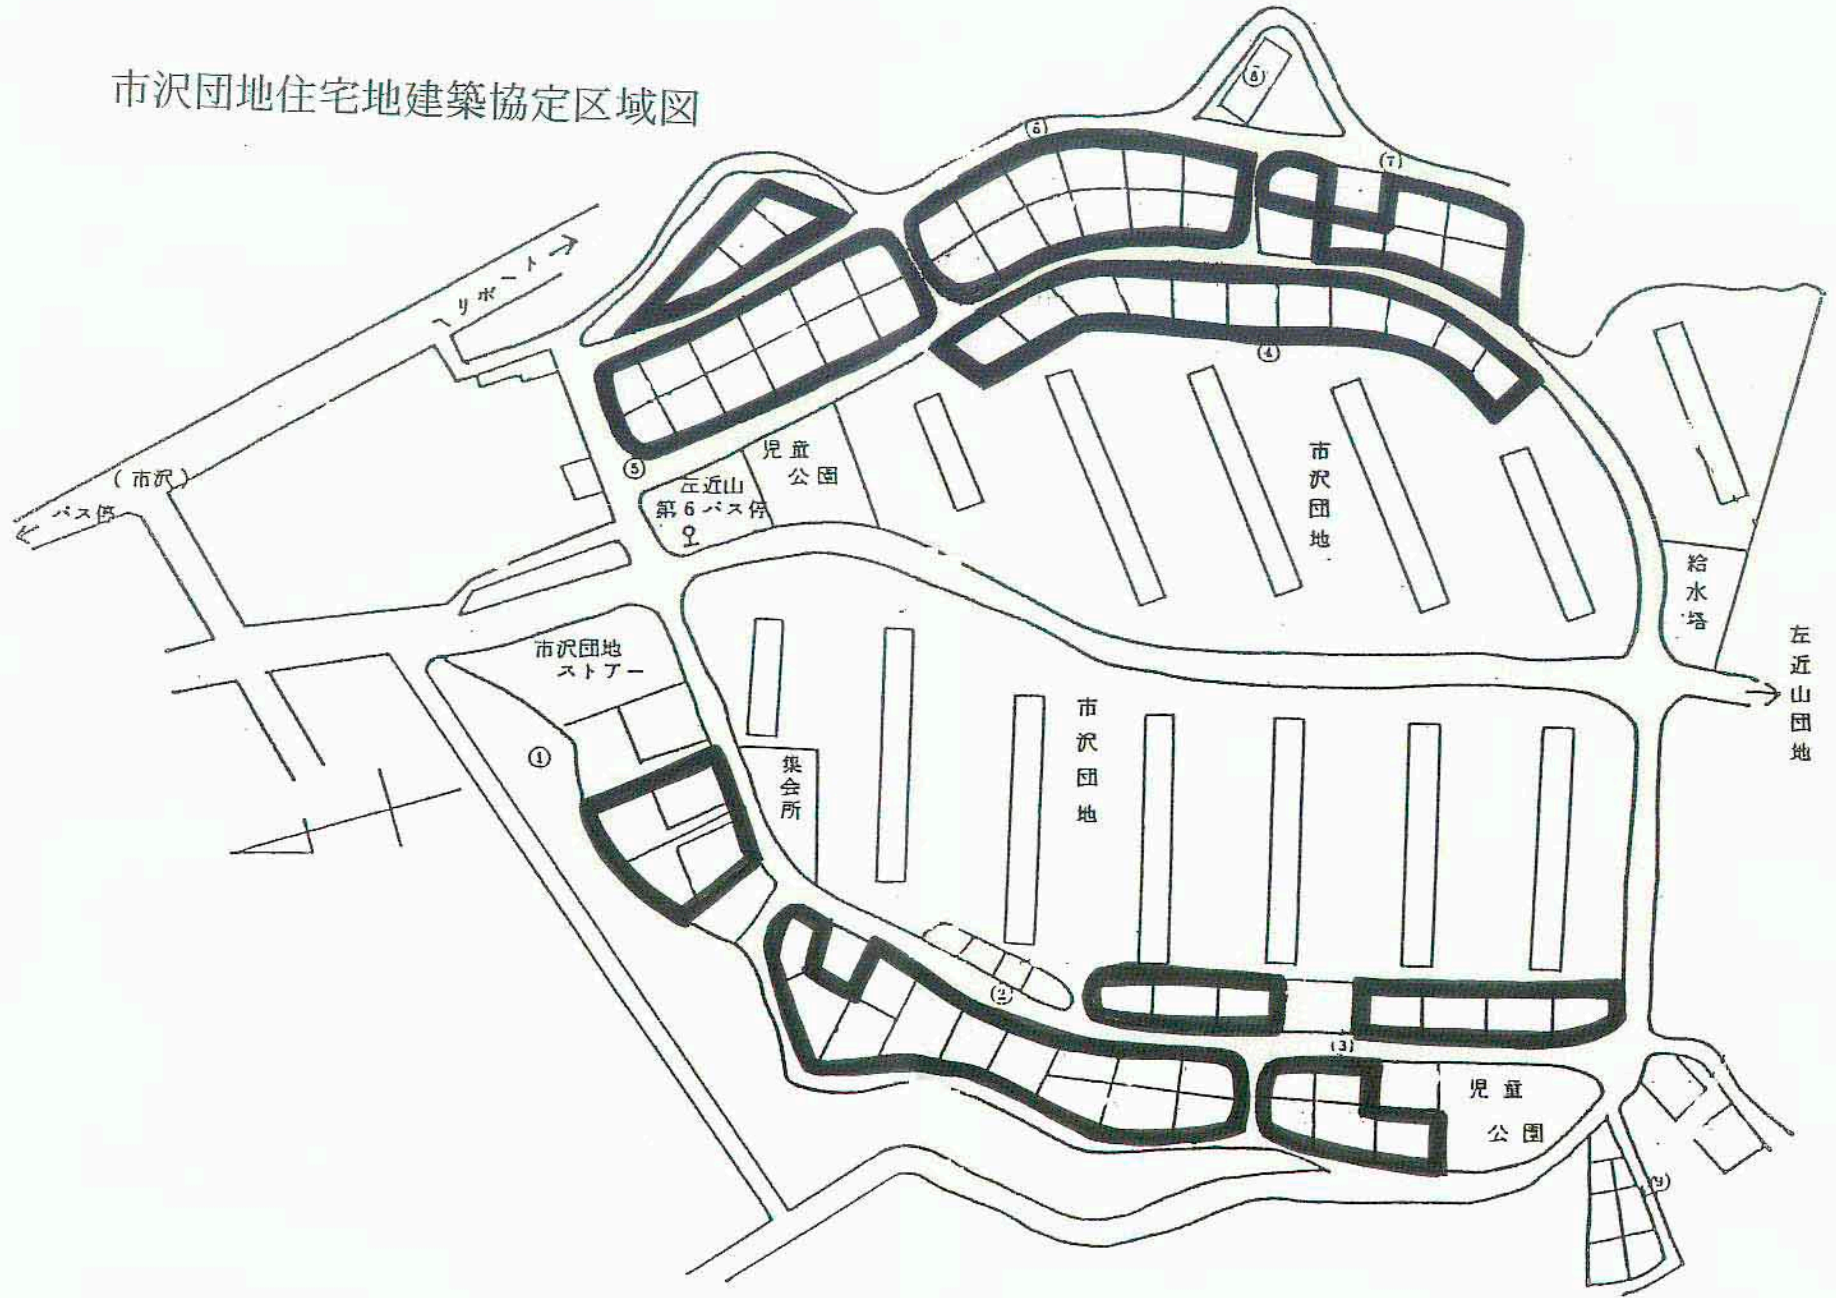 市沢団地住宅地建築協定区域図
(8)
(6)
(7)
ヘリポートへ
(市沢)
バス停
④
⑤
児童
公園
左近山
第6バス停
市沢団地
給水塔
左近山団地
市沢団地
ストアー
①
集会所
市沢団地
②
(3)
児童
公園
(9)